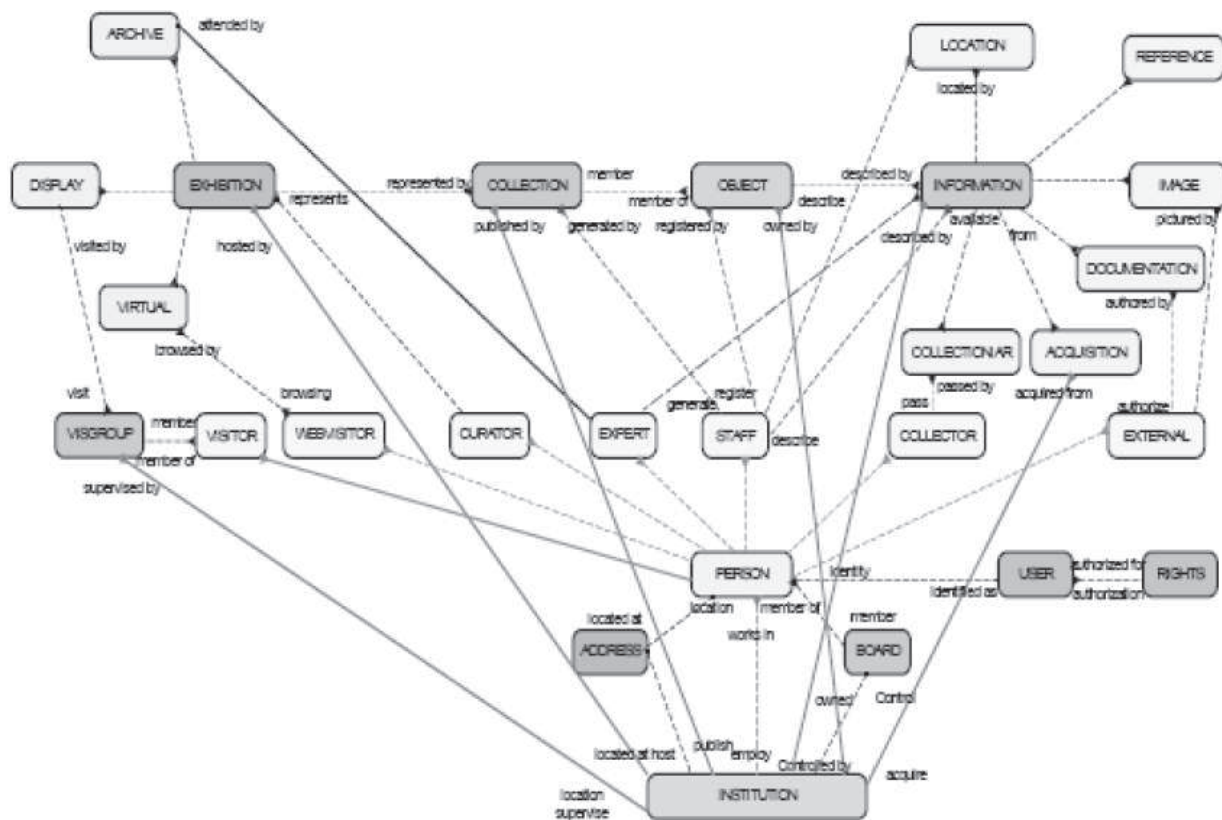 ARCHIVE
attended by
LOCATION
REFERENCE
located by
DISPLAY
EXHIBITION
represented by
represents
COLLECTION
member
member of
OBJECT
described by
describe
INFORMATION
IMAGE
visited by
hosted by
published by
generated by
registered by
owned by
described by
available
from
pictured by
DOCUMENTATION
authored by
VIRTUAL
browsed by
COLLECTION AR
ACQUISITION
passed by
acquired from
visit
browsing
generate
register
pass
authorize
VISGROUP
member
member of
VISITOR
WEBVISITOR
CURATOR
EXPERT
STAFF
describe
COLLECTOR
EXTERNAL
supervised by
PERSON
identity
identified as
USER
authorized for
authorization
RIGHTS
located at
location
member of
works in
member
ADDRESS
BOARD
owned
Control
located at host
publish
employ
Controlled by
acquire
INSTITUTION
location
supervise